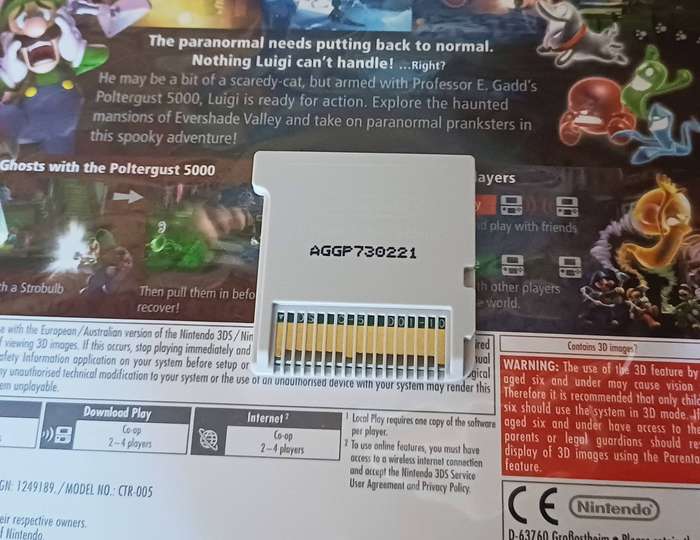 The paranormal needs putting back to normal.
Nothing Luigi can't handle! ...Right?
He may be a bit of a scaredy-cat, but armed with Professor E. Gadd's
Poltergust 5000, Luigi is ready for action. Explore the haunted
mansions of Evershade Valley and take on paranormal pranksters in
this spooky adventure!
Ghosts with the Poltergust 5000
ayers
d play with friends
h a Strobulb
Then pull them in befo
recover!
th other players
e world.
AGGP730221
e with the European/Australian version of the Nintendo 3DS/Nin
f viewing 3D images. If this occurs, stop playing immediately and
afety Information application on your system before setup or
ny unauthorised technical modification to your system or the use of an unauthorised device with your system may render this
em unplayable.
ired
ual
ogical
Contains 3D images
WARNING: The use of the 3D feature by
aged six and under may cause vision
Therefore it is recommended that only child
six should use the system in 3D mode. If
aged six and under have access to the
parents or legal guardians should re
display of 3D images using the Parenta
feature.
Download Play
Co-op
2–4 players
Internet²
Co-op
2–4 players
¹ Local Play requires one copy of the software
per player.
² To use online features, you must have
access to a wireless internet connection
and accept the Nintendo 3DS Service
User Agreement and Privacy Policy.
GN: 1249189./MODEL NO.: CTR-005
eir respective owners.
f Nintendo.
CE
Nintendo
D-63760 Großostheim